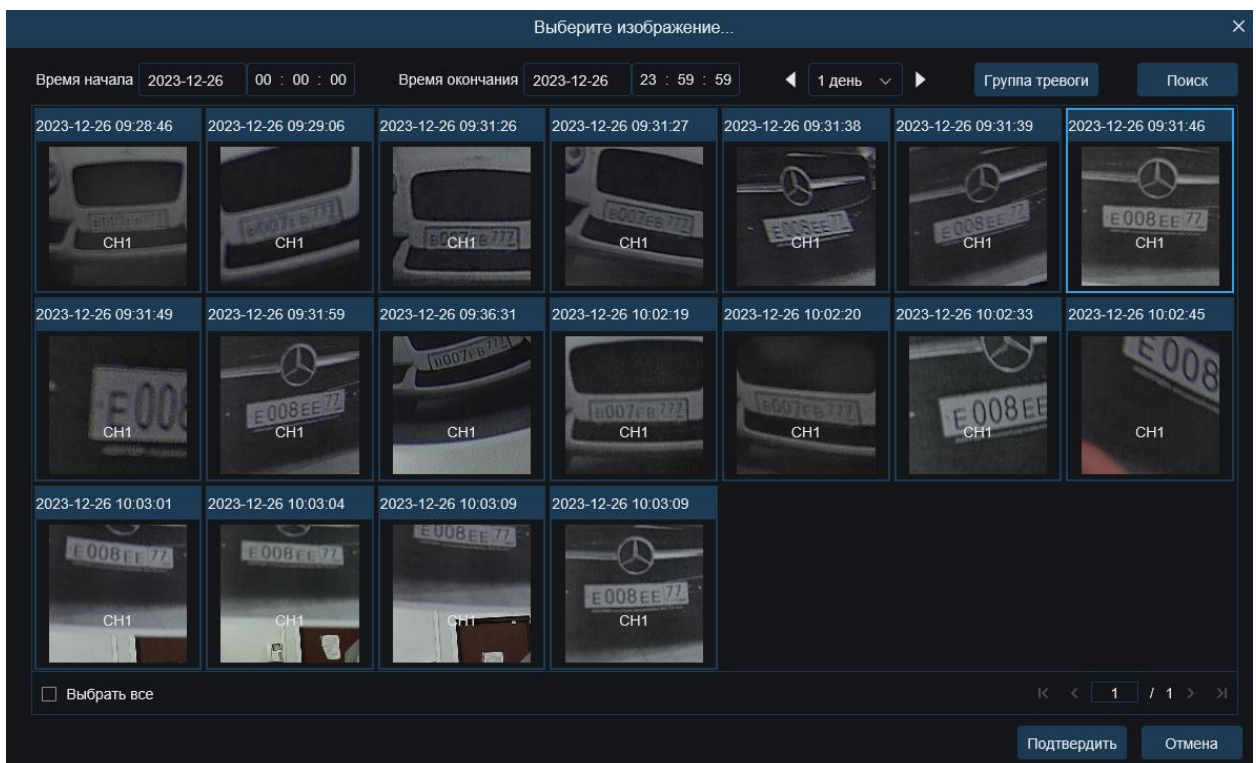 Выберите изображение...
Время начала 2023-12-26 00 : 00 : 00 Время окончания 2023-12-26 23 : 59 : 59 1 день Группа тревоги Поиск
2023-12-26 09:28:46 2023-12-26 09:29:06 2023-12-26 09:31:26 2023-12-26 09:31:27 2023-12-26 09:31:38 2023-12-26 09:31:39 2023-12-26 09:31:46
B007 777 E008EE 77
CH1 CH1 CH1 CH1 CH1 CH1 CH1
2023-12-26 09:31:49 2023-12-26 09:31:59 2023-12-26 09:36:31 2023-12-26 10:02:19 2023-12-26 10:02:20 2023-12-26 10:02:33 2023-12-26 10:02:45
E00 E008EE 77 E008EE E008
CH1 CH1 CH1 CH1 CH1 CH1 CH1
2023-12-26 10:03:01 2023-12-26 10:03:04 2023-12-26 10:03:09 2023-12-26 10:03:09
E008EE 77 E008EE 77 E008EE 77 E008EE 77
CH1 CH1 CH1 CH1
Выбрать все 1 / 1
Подтвердить Отмена